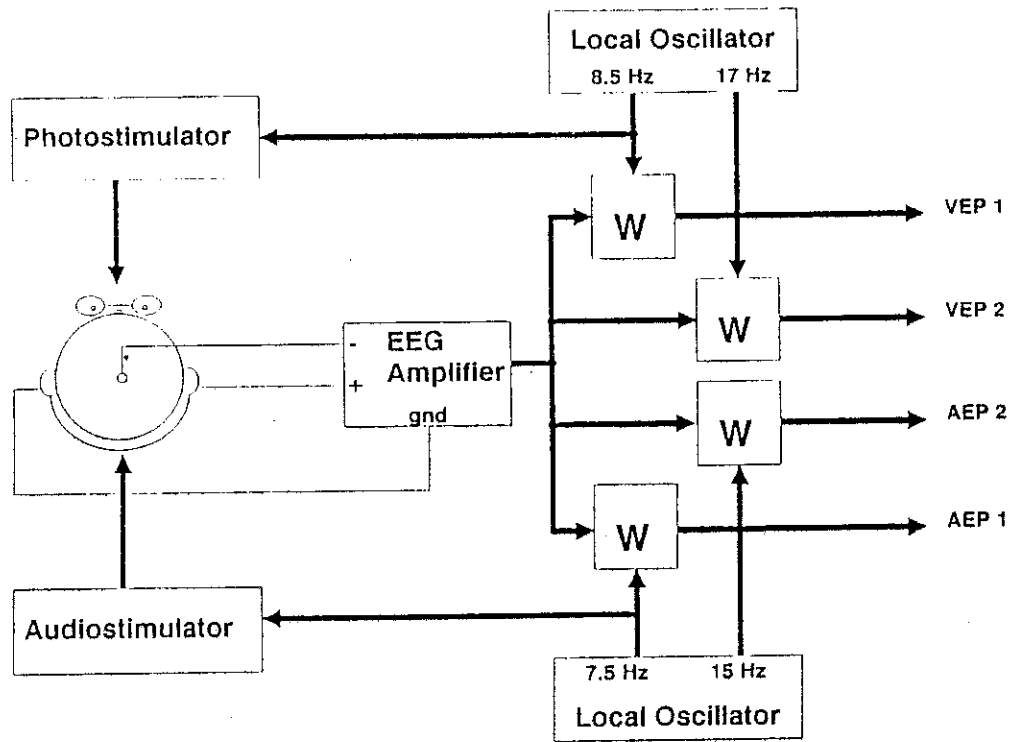 Local Oscillator
8.5 Hz 17 Hz
Photostimulator
W
VEP 1
W
VEP 2
- EEG
Amplifier
+
gnd
W
AEP 2
W
AEP 1
Audiostimulator
7.5 Hz 15 Hz
Local Oscillator